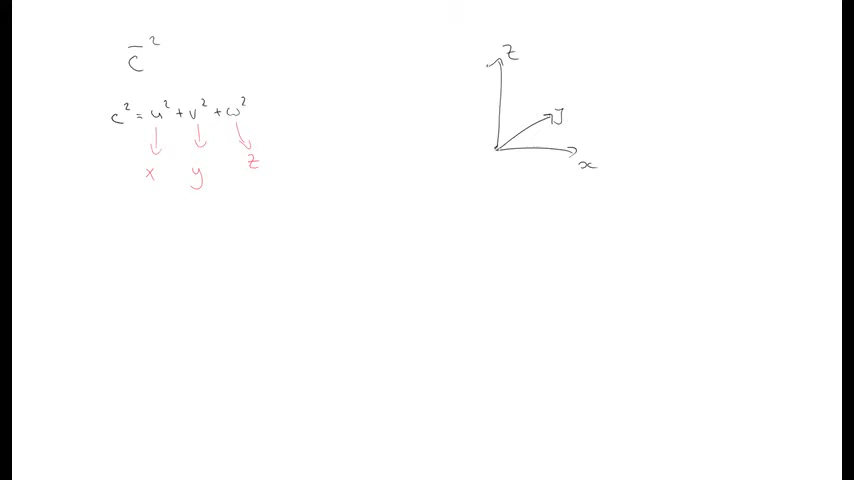 c̄²
c² = u² + v² + ω²
x y z
z
x